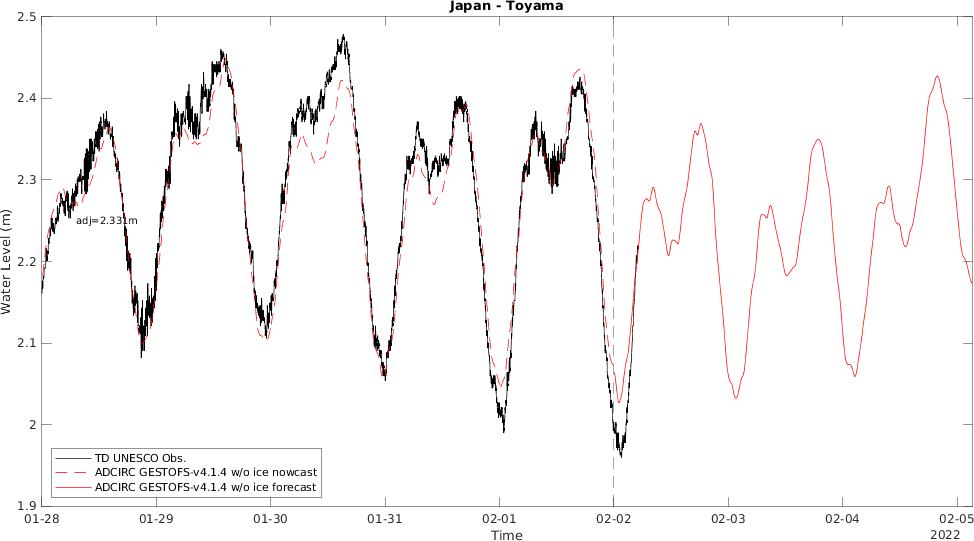 Japan - Toyama
2.5
2.4
2.3
2.2
2.1
2
1.9
Water Level (m)
adj=2.331m
TD UNESCO Obs.
ADCIRC GESTOFS-v4.1.4 w/o ice nowcast
ADCIRC GESTOFS-v4.1.4 w/o ice forecast
01-28 01-29 01-30 01-31 02-01 02-02 02-03 02-04 02-05
Time
2022